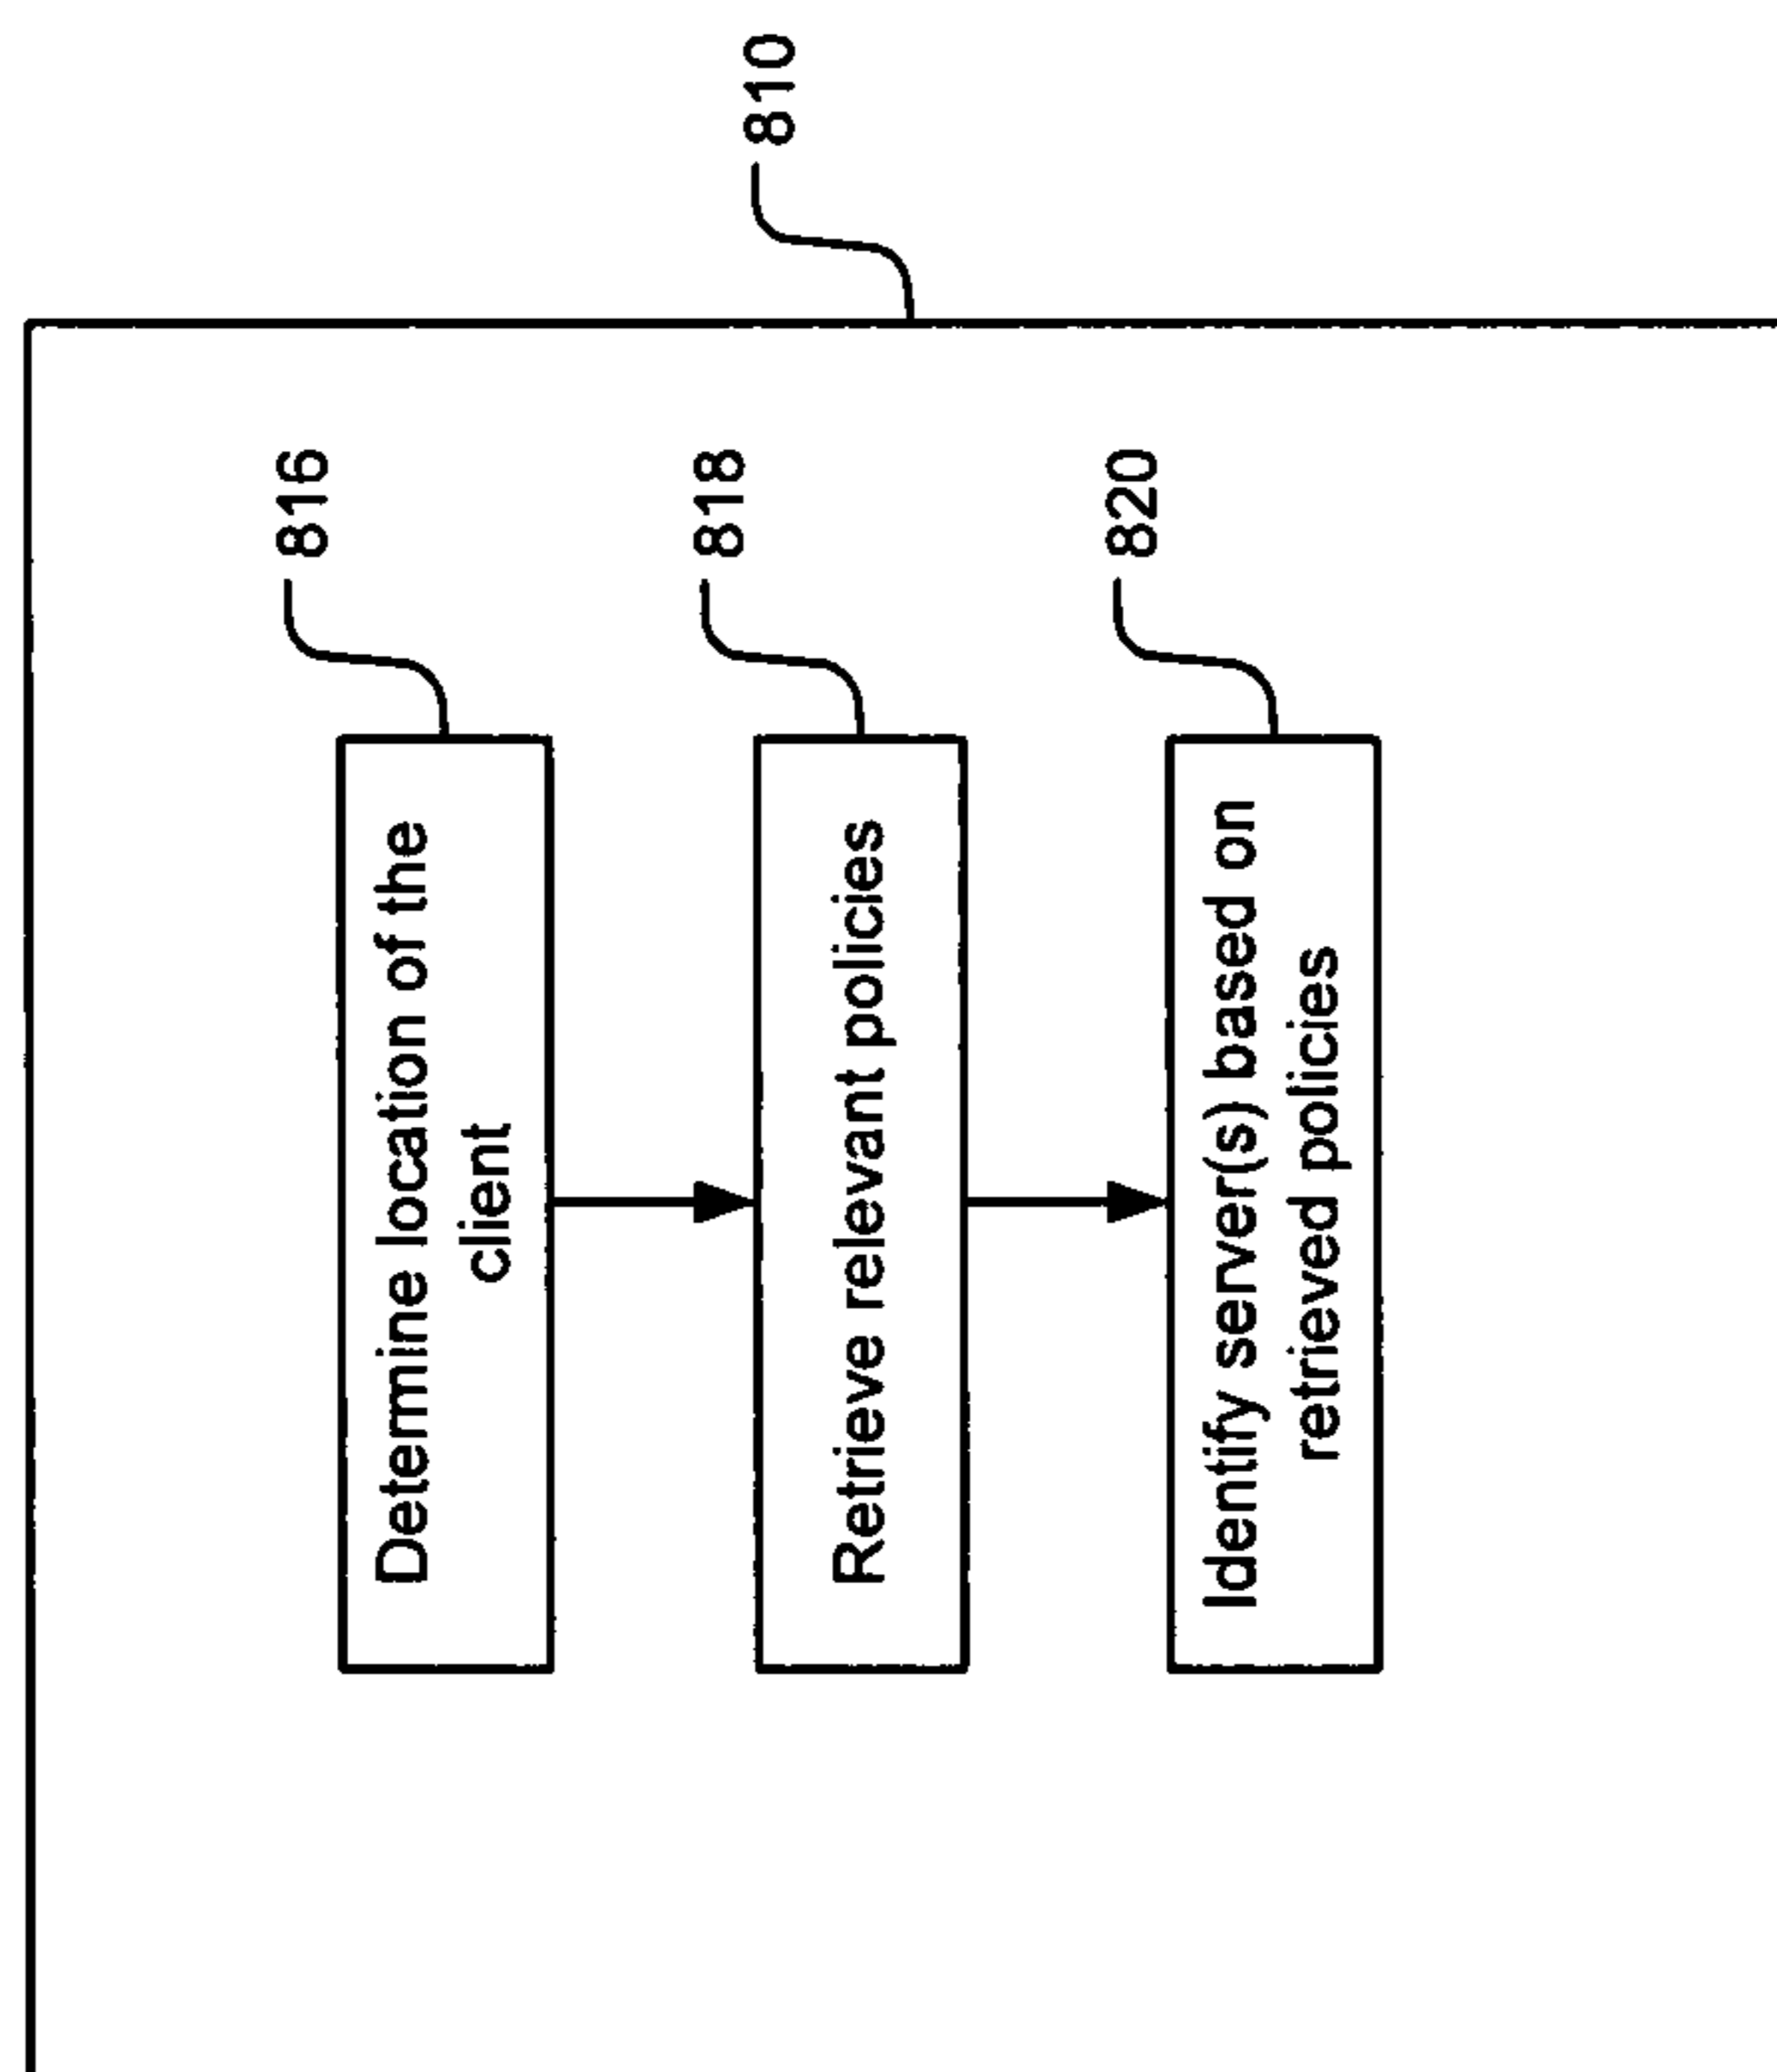 810
816
Determine location of the
client
818
Retrieve relevant policies
820
Identify server(s) based on
retrieved policies